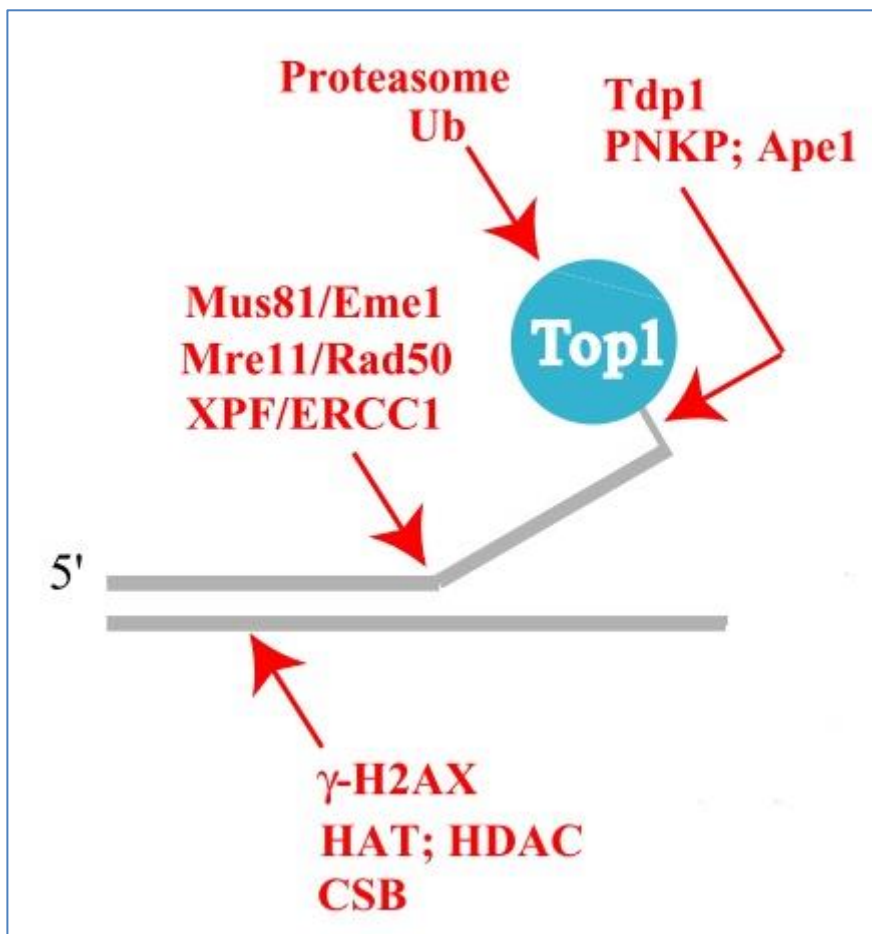 Proteasome
Ub
Tdp1
PNKP; Ape1
Mus81/Eme1
Mre11/Rad50
XPF/ERCC1
Top1
5'
γ-H2AX
HAT; HDAC
CSB